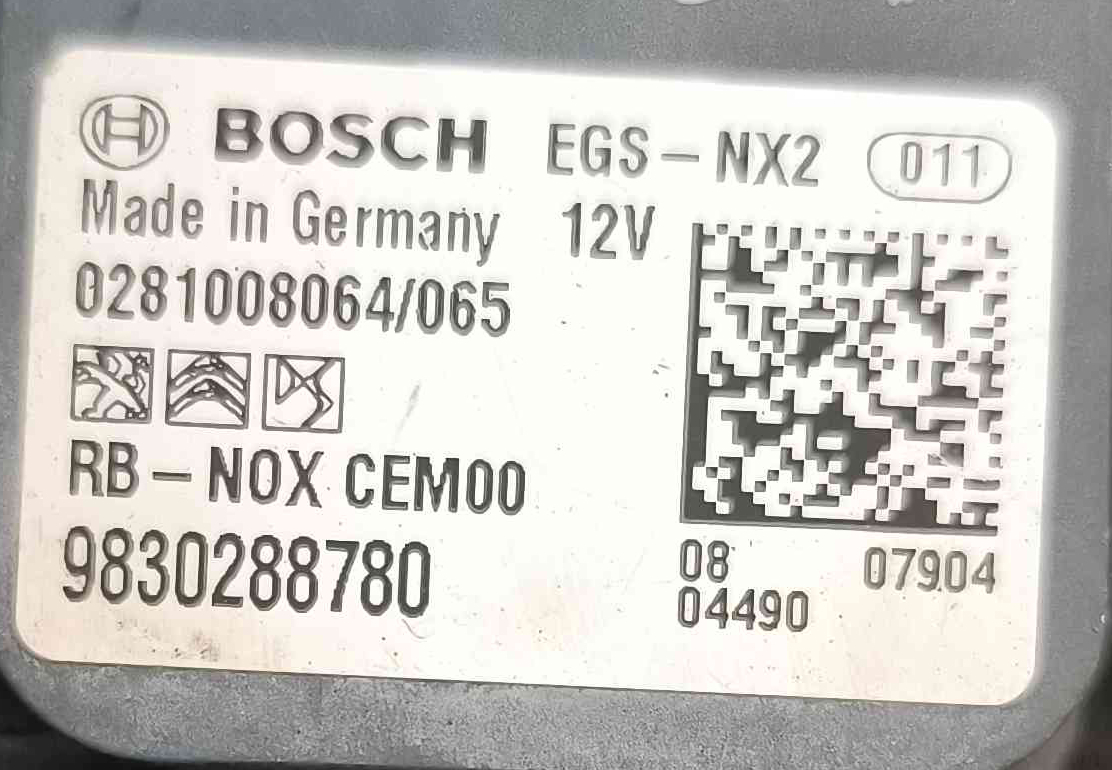 BOSCH EGS-NX2 011
Made in Germany 12V
0281008064/065
RB-NOX CEM00
9830288780
08 07904
04490